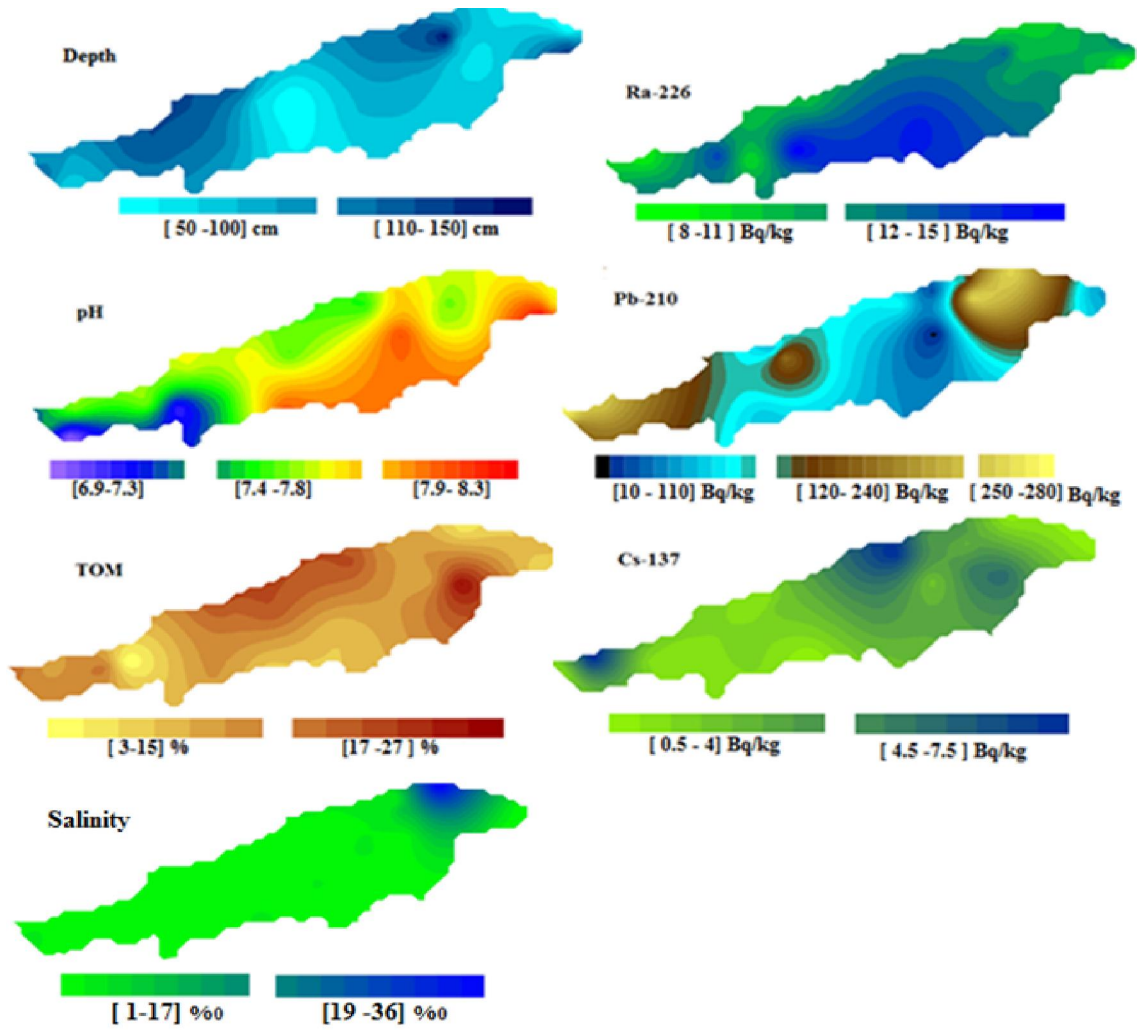 Depth
[ 50 -100] cm
[ 110- 150] cm
Ra-226
[ 8 -11 ] Bq/kg
[ 12 - 15 ] Bq/kg
pH
[6.9-7.3]
[7.4 -7.8]
[7.9- 8.3]
Pb-210
[10 - 110] Bq/kg
[ 120- 240] Bq/kg
[ 250 -280] Bq/kg
TOM
[ 3-15] %
[17 -27 ] %
Cs-137
[ 0.5 - 4] Bq/kg
[ 4.5 -7.5 ] Bq/kg
Salinity
[ 1-17] %0
[19 -36] %0